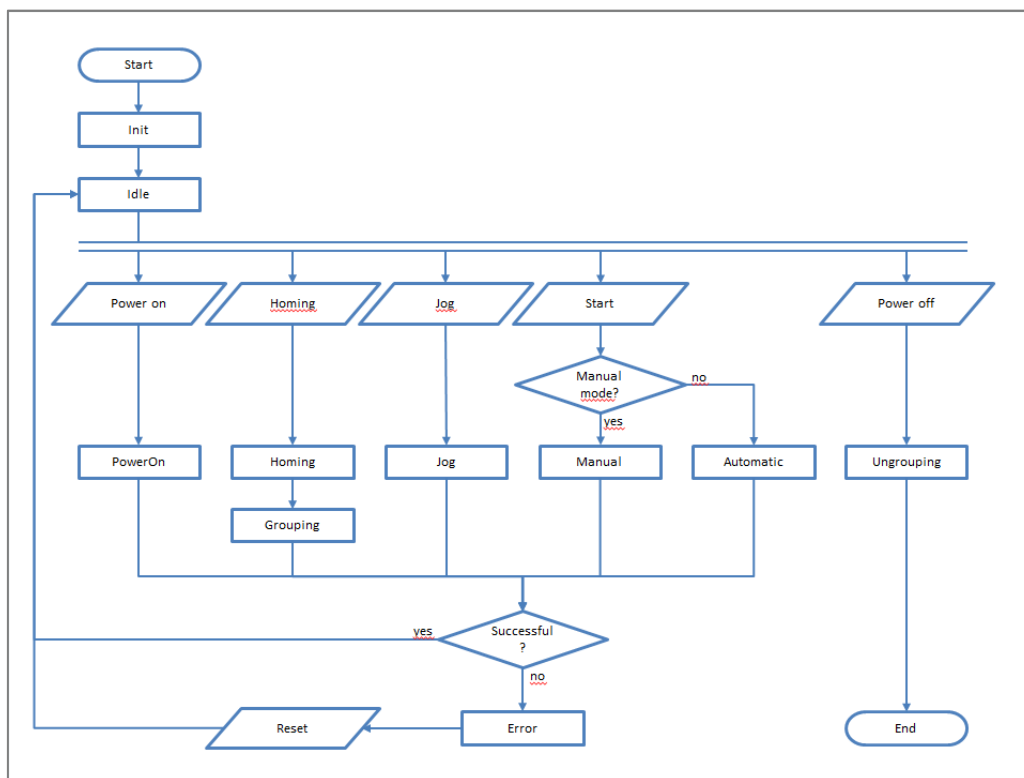 Start
Init
Idle
Power on
Homing
Jog
Start
Power off
Manual
mode?
no
yes
PowerOn
Homing
Jog
Manual
Automatic
Ungrouping
Grouping
yes
Successful
?
no
Reset
Error
End